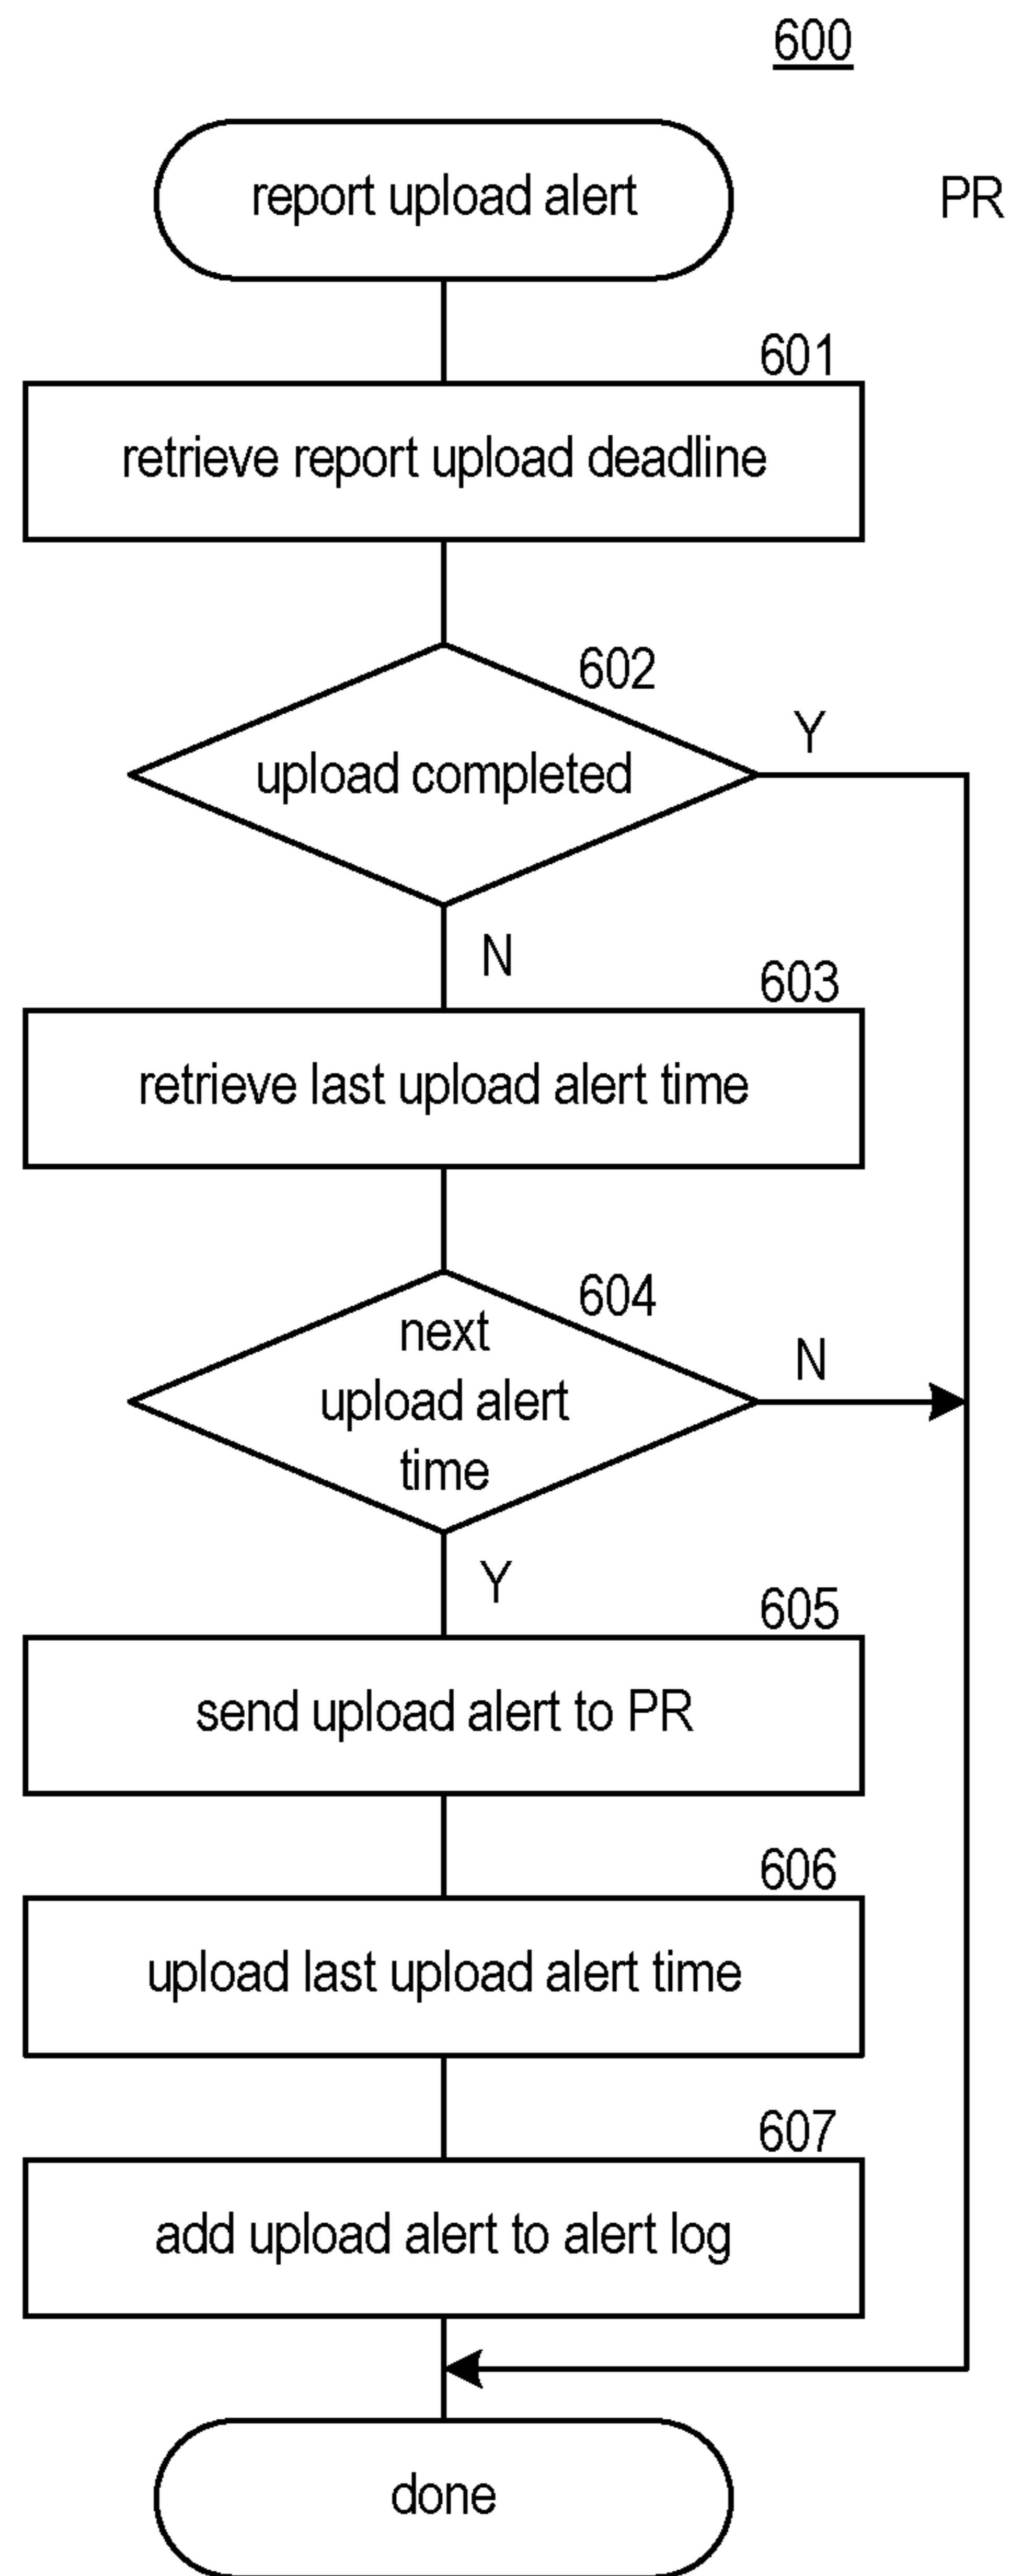 600
report upload alert
PR
601
retrieve report upload deadline
602
upload completed
Y
N
603
retrieve last upload alert time
604
next
upload alert
time
N
Y
605
send upload alert to PR
606
upload last upload alert time
607
add upload alert to alert log
done